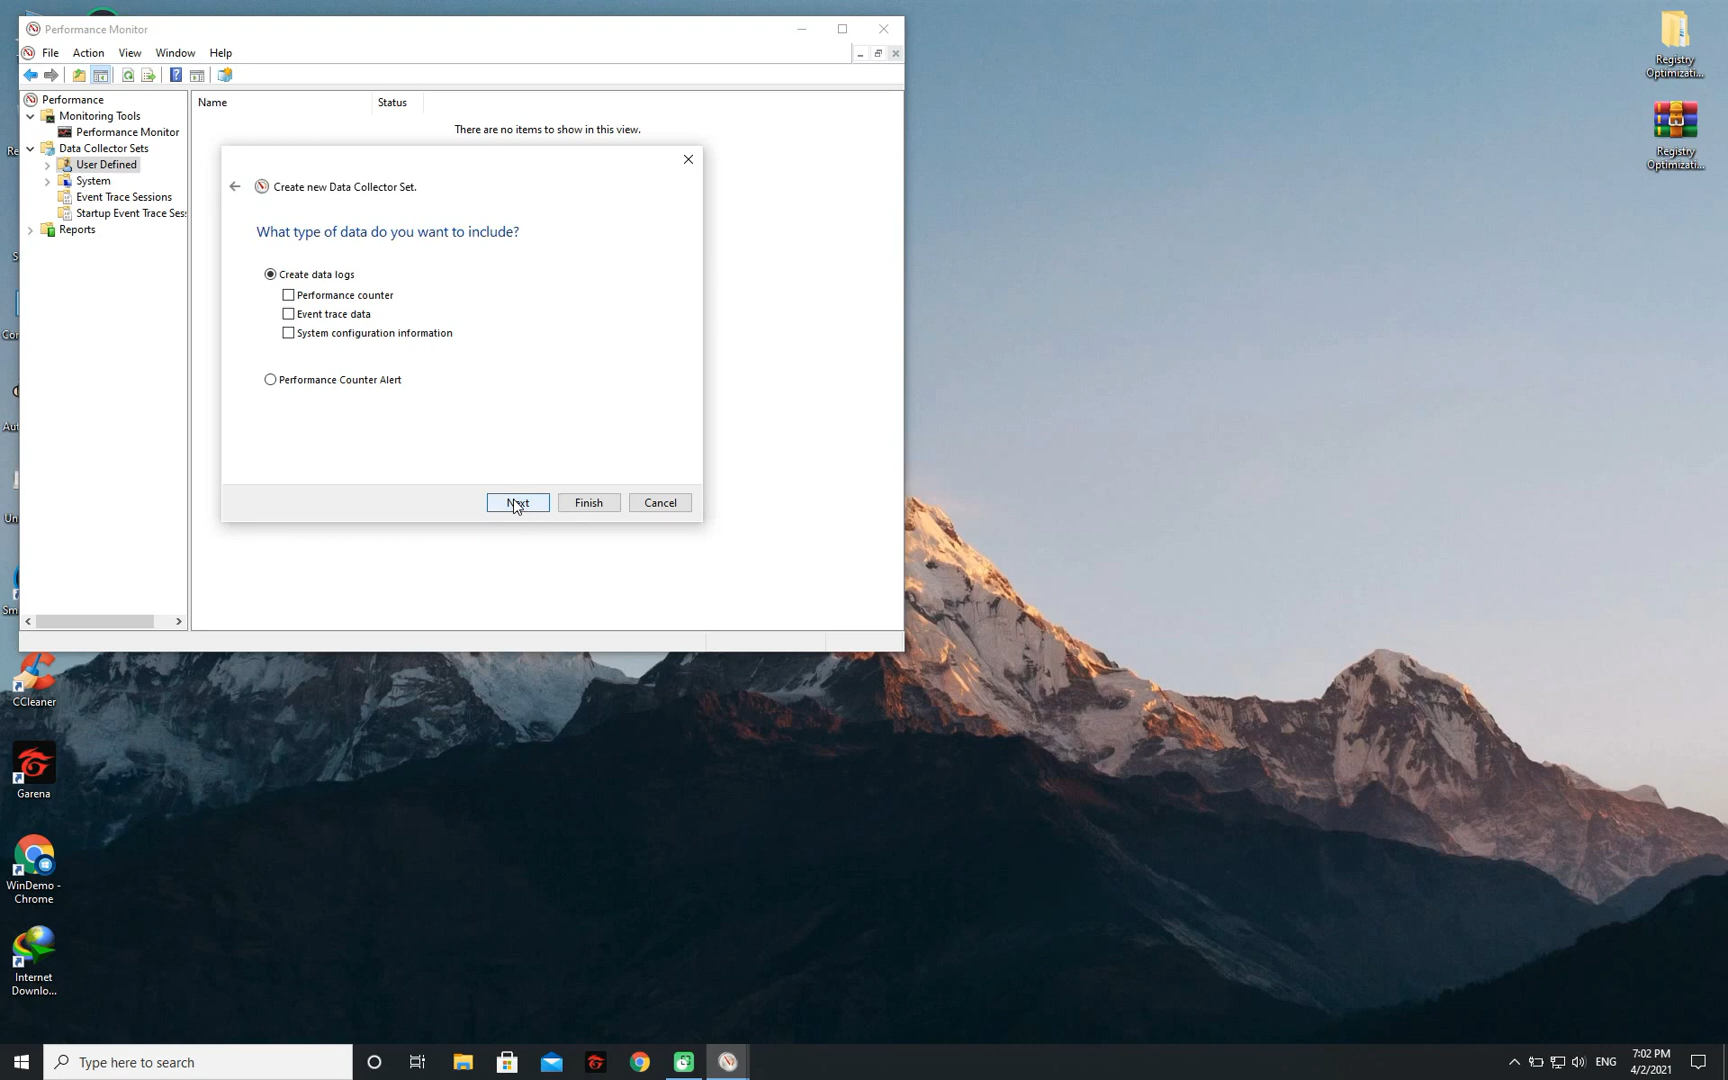 Performance Monitor
File Action View Window Help
Performance
Monitoring Tools
Performance Monitor
Data Collector Sets
User Defined
System
Event Trace Sessions
Startup Event Trace Ses
Reports
Name Status
There are no items to show in this view.
Create new Data Collector Set.
What type of data do you want to include?
Create data logs
Performance counter
Event trace data
System configuration information
Performance Counter Alert
Next Finish Cancel
Registry
Optimizati...
Registry
Optimizati...
CCleaner
Garena
WinDemo -
Chrome
Internet
Downlo...
Type here to search
ENG
7:02 PM
4/2/2021